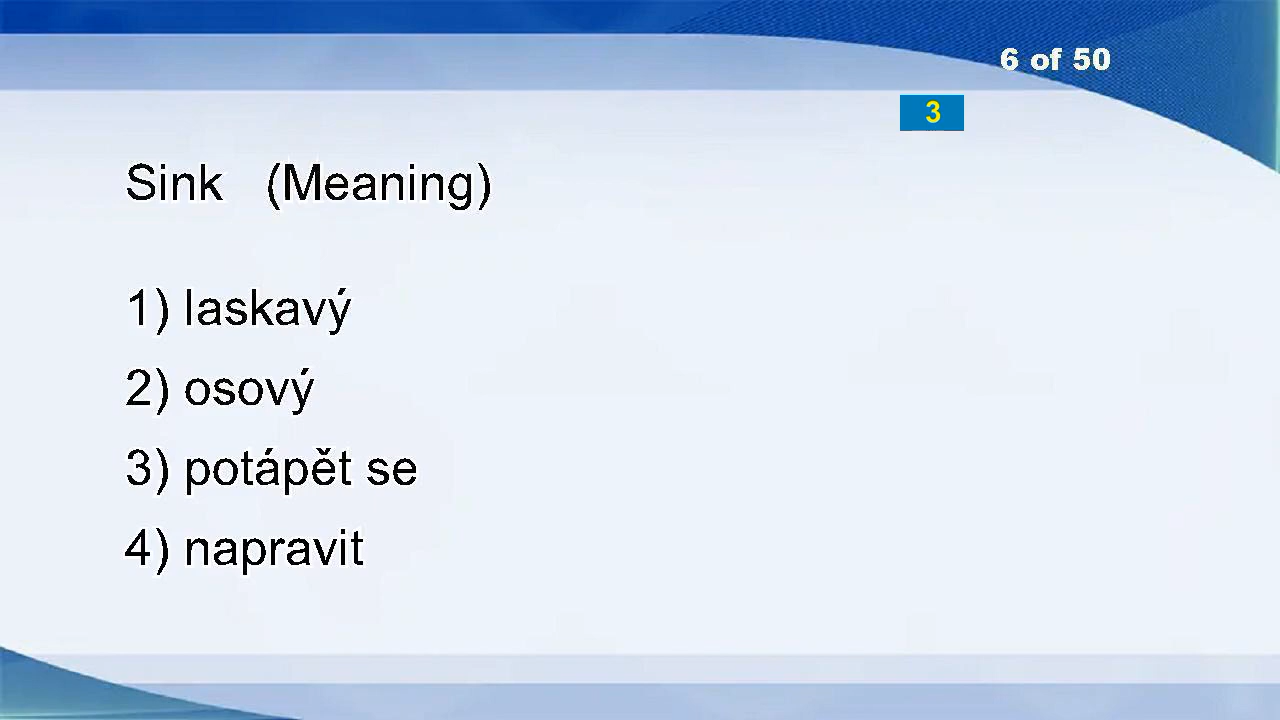 6 of 50
3
Sink (Meaning)
1) laskavý
2) osový
3) potápět se
4) napravit